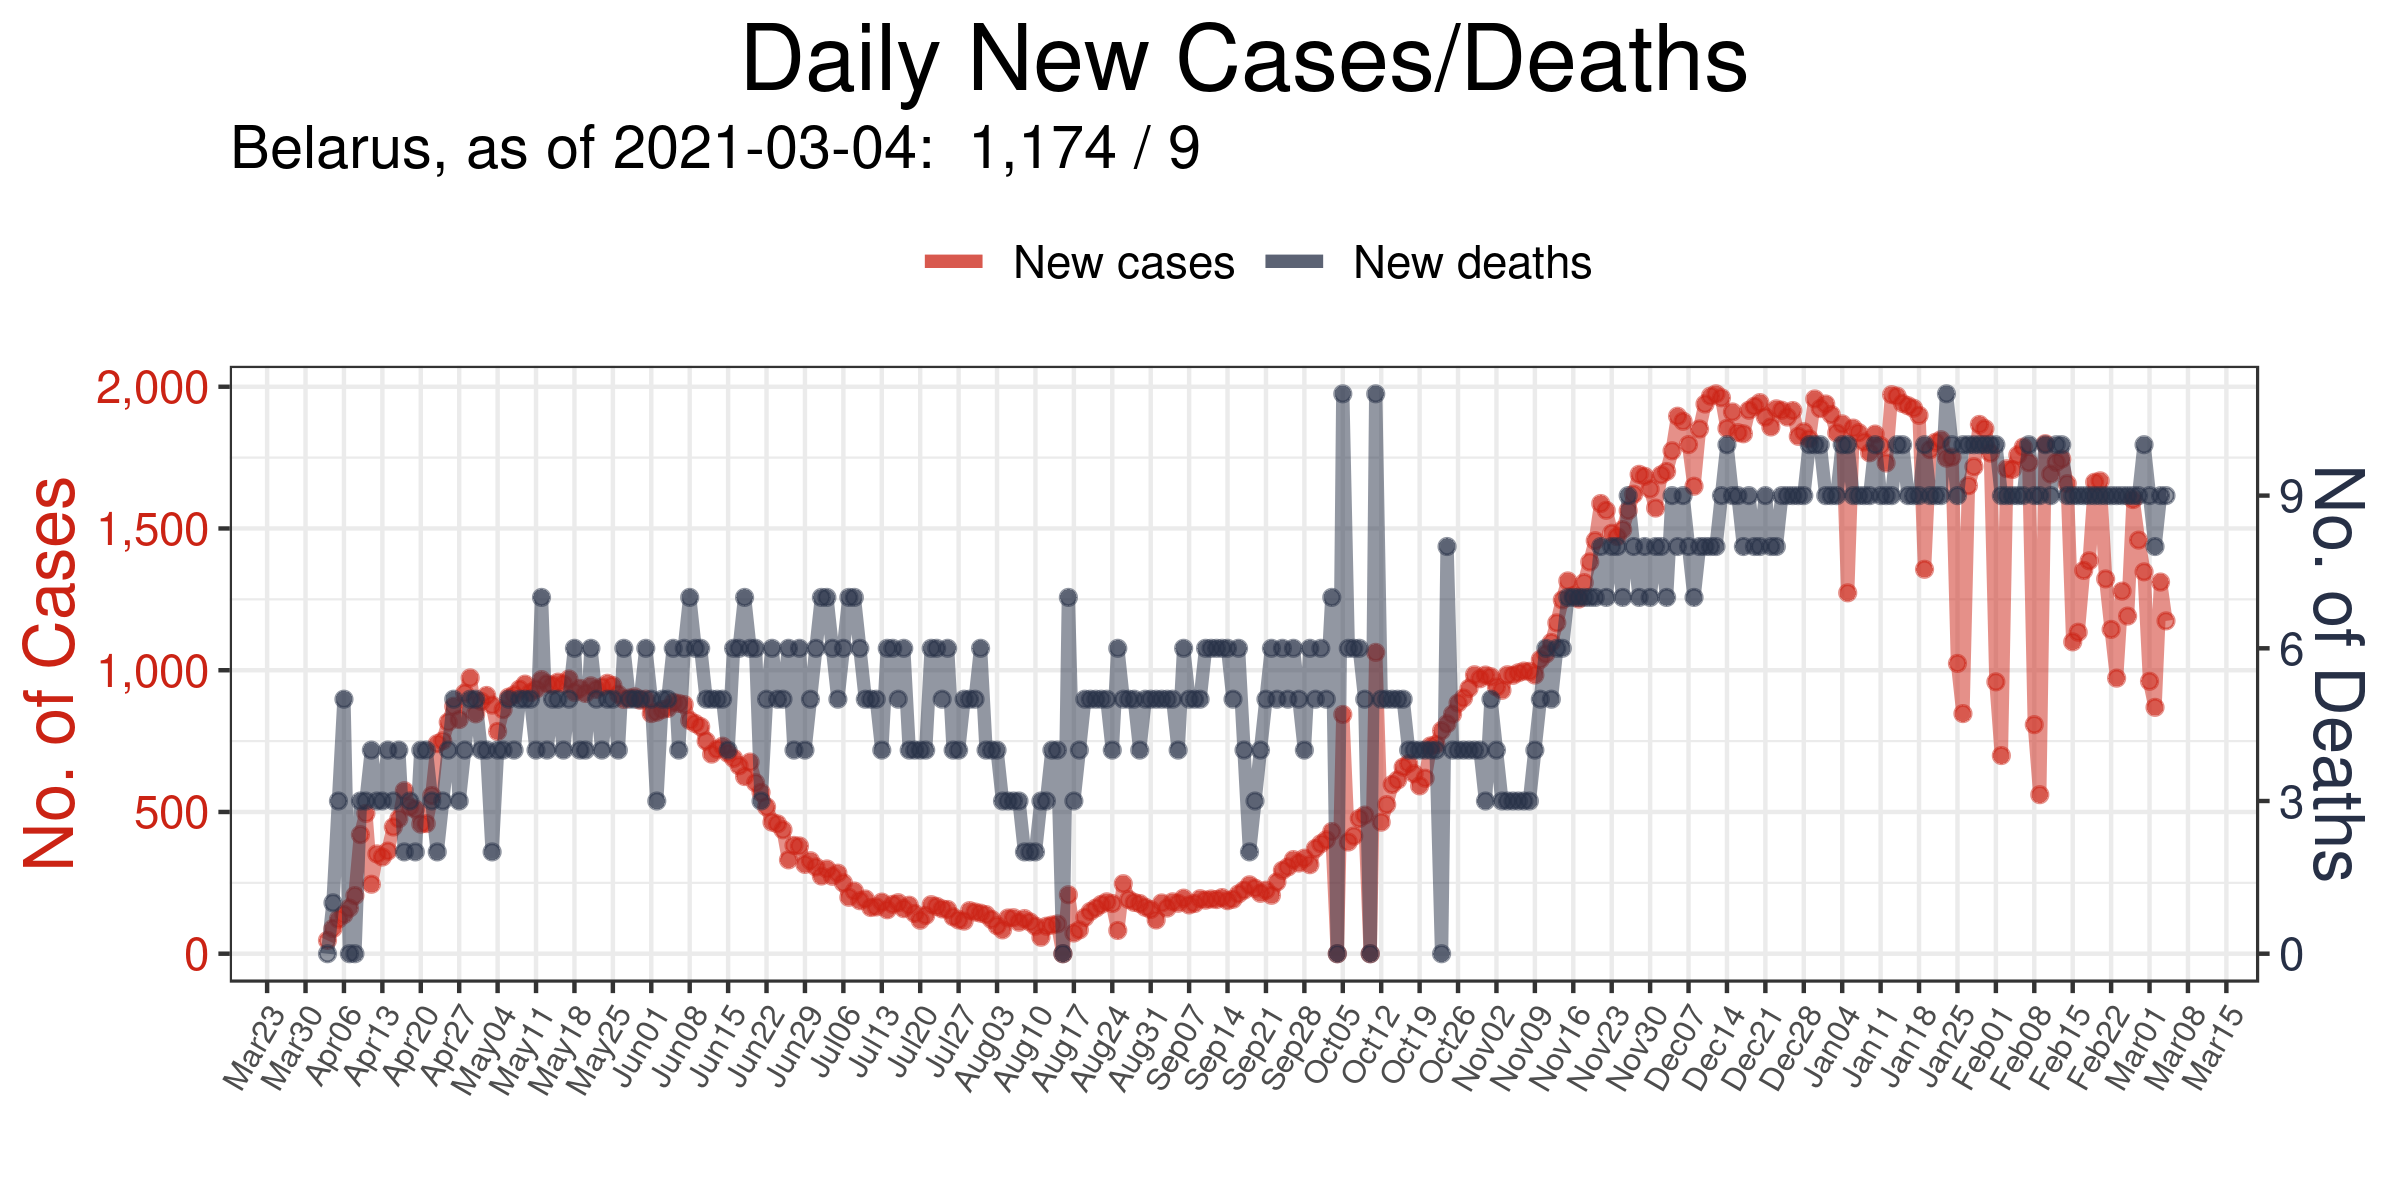 Daily New Cases/Deaths
Belarus, as of 2021-03-04:  1,174 / 9
New cases New deaths
No. of Cases
2,000
1,500
1,000
500
0
9
6
3
0
No. of Deaths
Mar23 Mar30 Apr06 Apr13 Apr20 Apr27 May04 May11 May18 May25 Jun01 Jun08 Jun15 Jun22 Jun29 Jul06 Jul13 Jul20 Jul27 Aug03 Aug10 Aug17 Aug24 Aug31 Sep07 Sep14 Sep21 Sep28 Oct05 Oct12 Oct19 Oct26 Nov02 Nov09 Nov16 Nov23 Nov30 Dec07 Dec14 Dec21 Dec28 Jan04 Jan11 Jan18 Jan25 Feb01 Feb08 Feb15 Feb22 Mar01 Mar08 Mar15